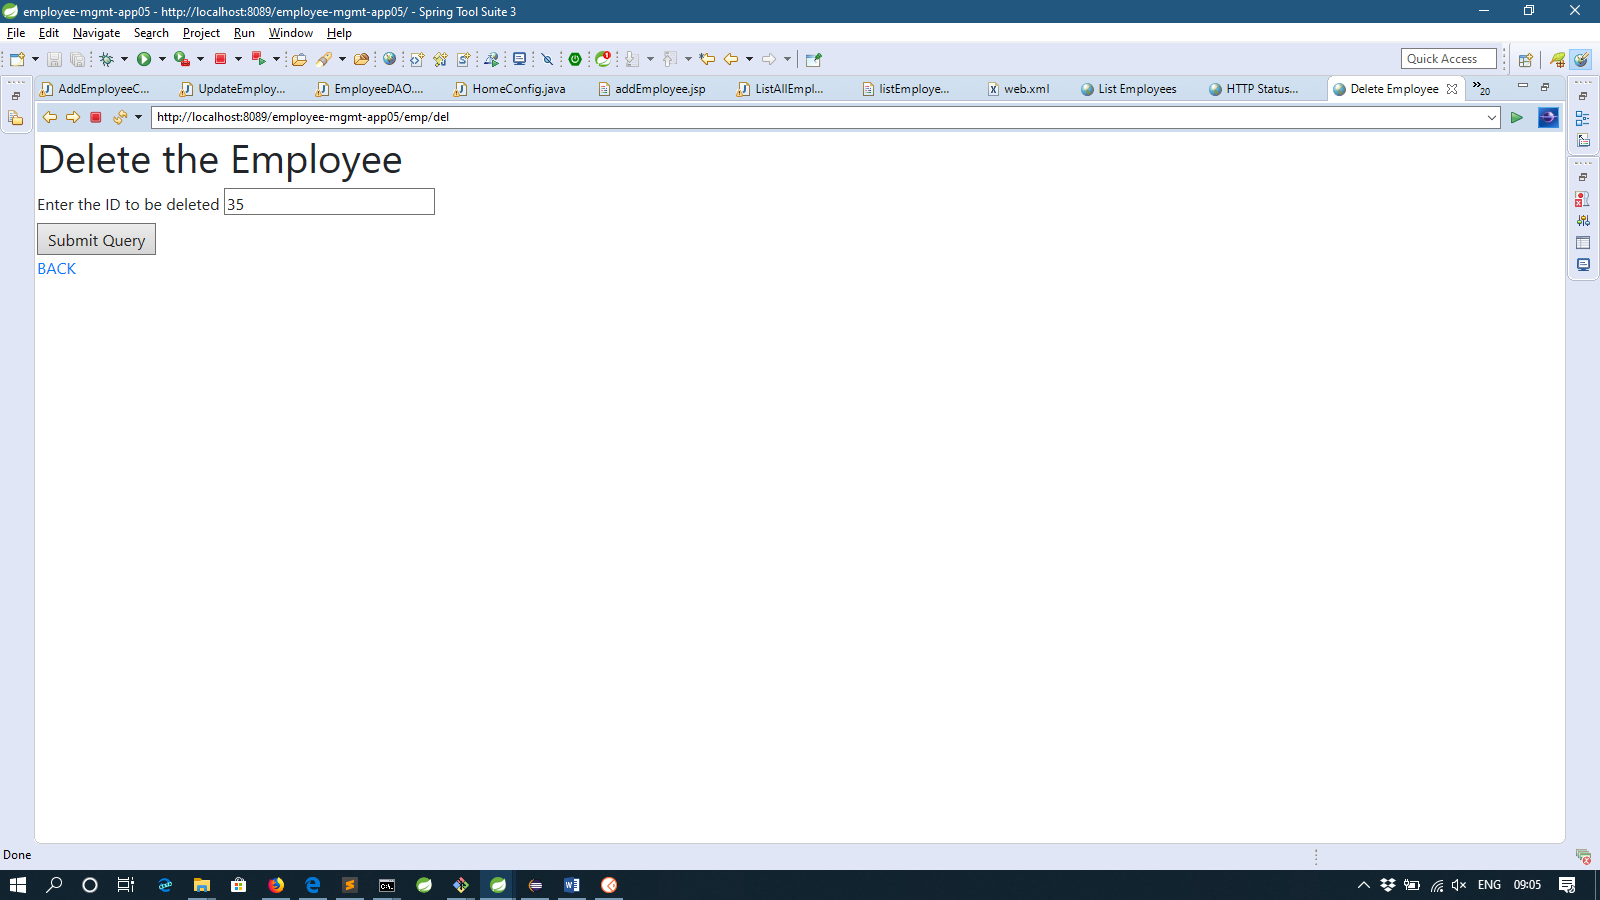 employee-mgmt-app05 - http://localhost:8089/employee-mgmt-app05/ - Spring Tool Suite 3
File Edit Navigate Search Project Run Window Help
Quick Access
AddEmployeeC... UpdateEmploy... EmployeeDAO.... HomeConfig.java addEmployee.jsp ListAllEmpl... listEmploye... web.xml List Employees HTTP Status... Delete Employee »20
http://localhost:8089/employee-mgmt-app05/emp/del
Delete the Employee
Enter the ID to be deleted 35
Submit Query
BACK
Done
ENG 09:05